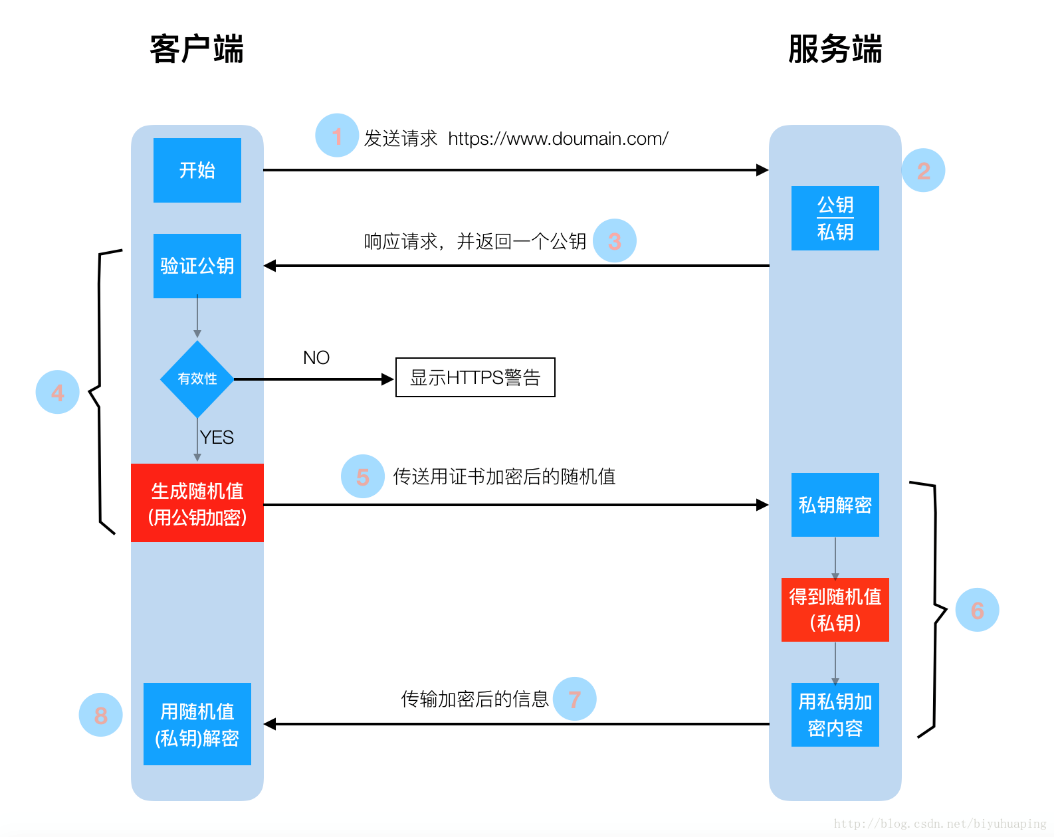 客户端
服务端
1
发送请求 https://www.doumain.com/
开始
2
公钥
私钥
响应请求，并返回一个公钥
3
验证公钥
有效性
NO
显示HTTPS警告
4
YES
生成随机值
(用公钥加密)
5
传送用证书加密后的随机值
私钥解密
得到随机值
(私钥)
6
用私钥加
密内容
传输加密后的信息
7
8
用随机值
(私钥)解密
http://blog.csdn.net/biyuhuaping